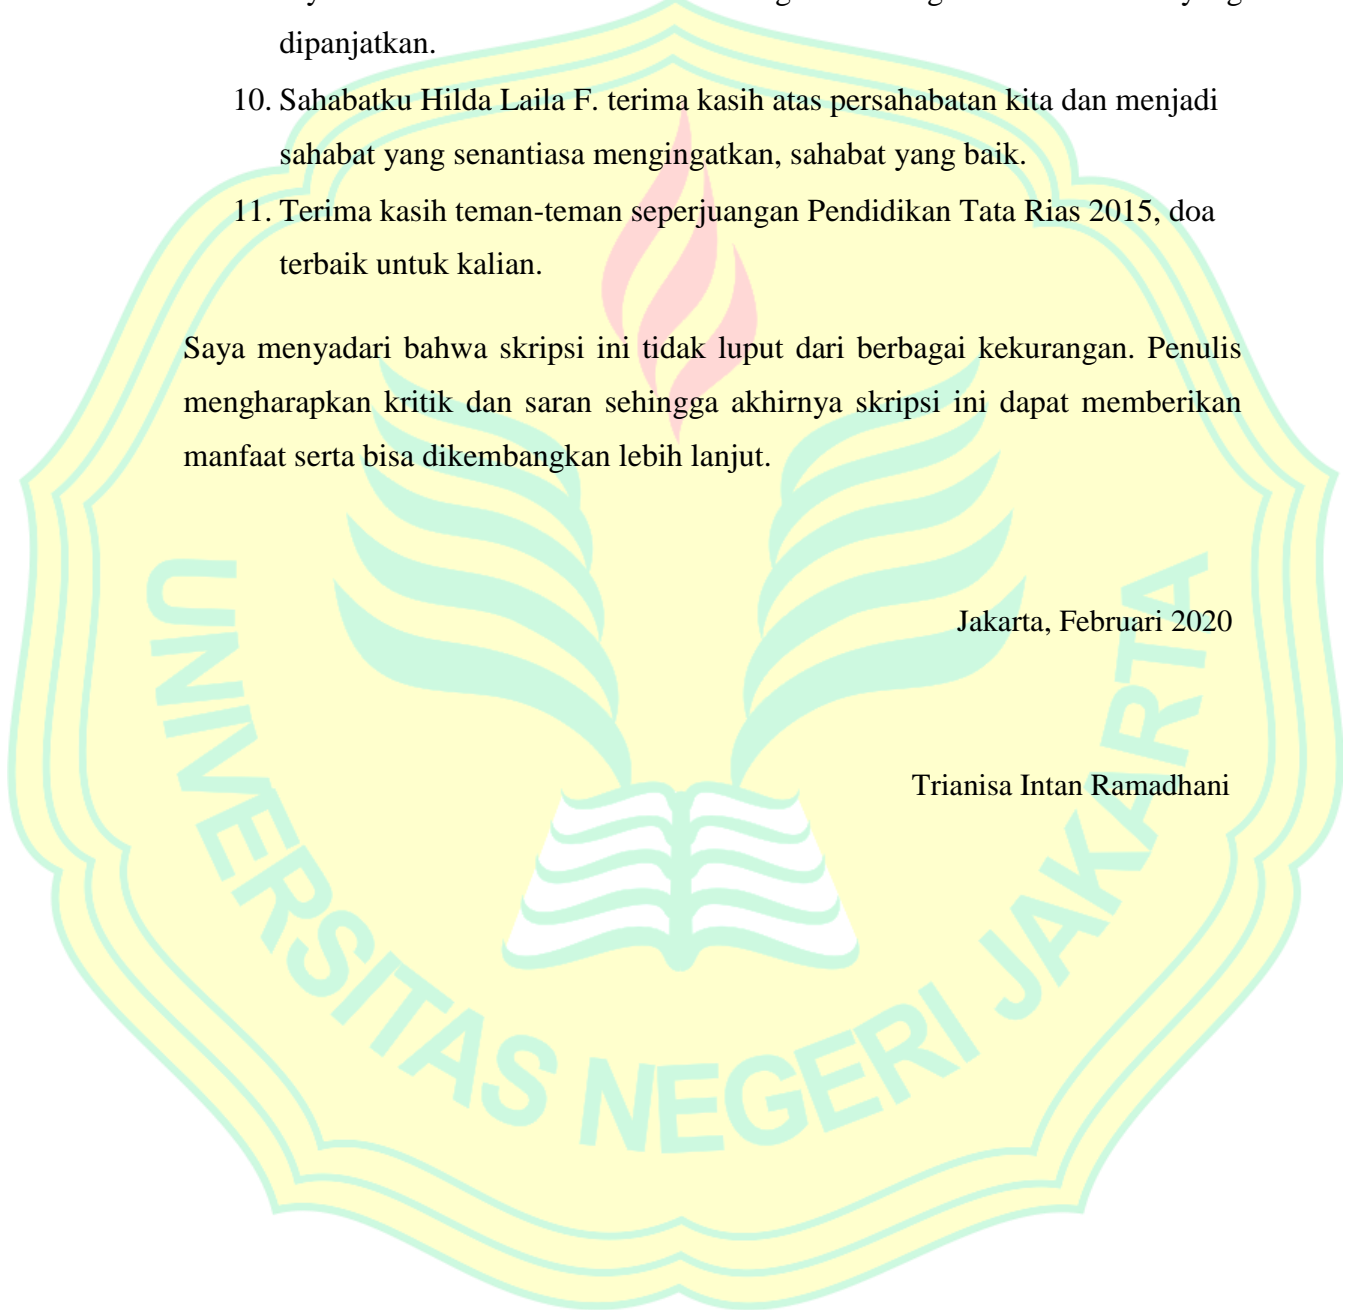 dipanjatkan.
10. Sahabatku Hilda Laila F. terima kasih atas persahabatan kita dan menjadi
sahabat yang senantiasa mengingatkan, sahabat yang baik.
11. Terima kasih teman-teman seperjuangan Pendidikan Tata Rias 2015, doa
terbaik untuk kalian.
Saya menyadari bahwa skripsi ini tidak luput dari berbagai kekurangan. Penulis
mengharapkan kritik dan saran sehingga akhirnya skripsi ini dapat memberikan
manfaat serta bisa dikembangkan lebih lanjut.
Jakarta, Februari 2020
Trianisa Intan Ramadhani
UNIVERSITAS NEGERI JAKARTA